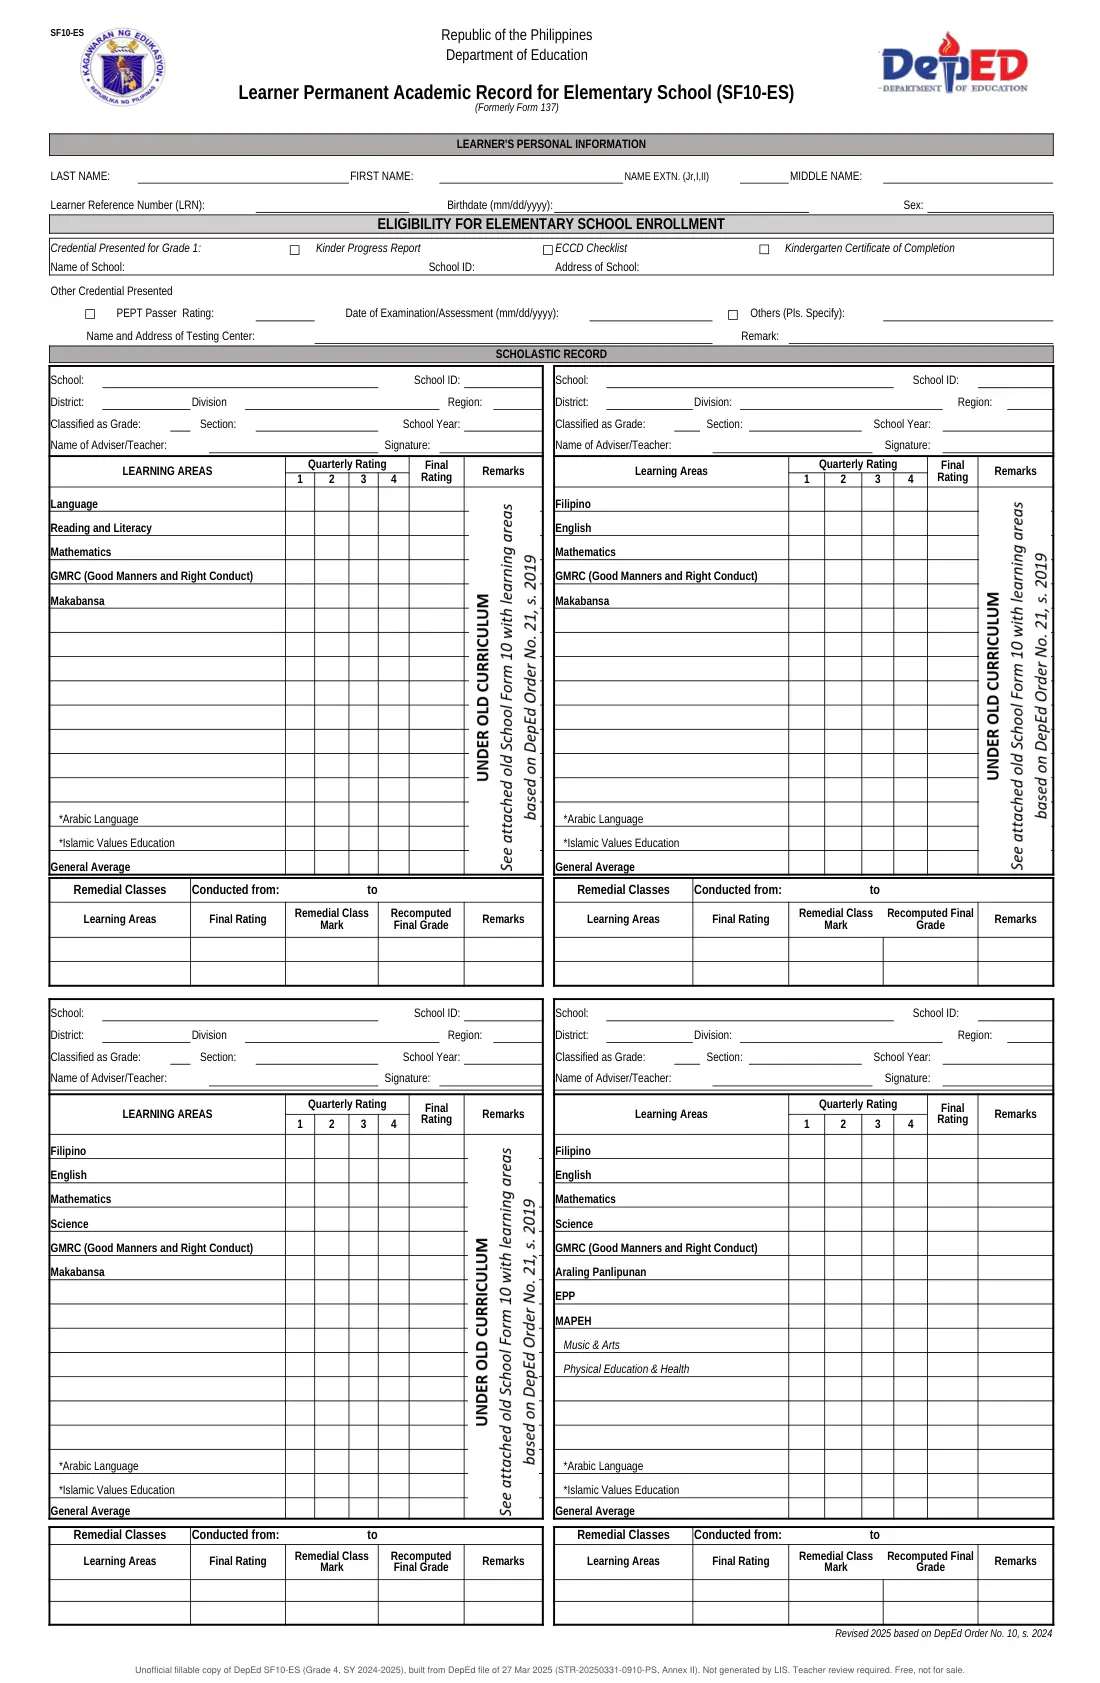 SF10-ES
KAGAWARAN NG EDUKASYON
REPUBLIKA NG PILIPINAS
Republic of the Philippines
Department of Education
Learner Permanent Academic Record for Elementary School (SF10-ES)
(Formerly Form 137)
DepED
DEPARTMENT OF EDUCATION
LEARNER'S PERSONAL INFORMATION
LAST NAME: FIRST NAME: NAME EXTN. (Jr,I,II) MIDDLE NAME:
Learner Reference Number (LRN): Birthdate (mm/dd/yyyy): Sex:
ELIGIBILITY FOR ELEMENTARY SCHOOL ENROLLMENT
Credential Presented for Grade 1: Kinder Progress Report ECCD Checklist Kindergarten Certificate of Completion
Name of School: School ID: Address of School:
Other Credential Presented
PEPT Passer Rating: Date of Examination/Assessment (mm/dd/yyyy): Others (Pls. Specify):
Name and Address of Testing Center: Remark:
SCHOLASTIC RECORD
School: School ID:
District: Division Region:
Classified as Grade: Section: School Year:
Name of Adviser/Teacher: Signature:
LEARNING AREAS Quarterly Rating Final Rating Remarks
1 2 3 4
Language
Reading and Literacy
Mathematics
GMRC (Good Manners and Right Conduct)
Makabansa
*Arabic Language
*Islamic Values Education
General Average
UNDER OLD CURRICULUM
See attached old School Form 10 with learning areas
based on DepEd Order No. 21, s. 2019
Remedial Classes Conducted from: to
Learning Areas Final Rating Remedial Class Mark Recomputed Final Grade Remarks
School: School ID:
District: Division: Region:
Classified as Grade: Section: School Year:
Name of Adviser/Teacher: Signature:
Learning Areas Quarterly Rating Final Rating Remarks
1 2 3 4
Filipino
English
Mathematics
GMRC (Good Manners and Right Conduct)
Makabansa
*Arabic Language
*Islamic Values Education
General Average
UNDER OLD CURRICULUM
See attached old School Form 10 with learning areas
based on DepEd Order No. 21, s. 2019
Remedial Classes Conducted from: to
Learning Areas Final Rating Remedial Class Mark Recomputed Final Grade Remarks
School: School ID:
District: Division Region:
Classified as Grade: Section: School Year:
Name of Adviser/Teacher: Signature:
LEARNING AREAS Quarterly Rating Final Rating Remarks
1 2 3 4
Filipino
English
Mathematics
Science
GMRC (Good Manners and Right Conduct)
Makabansa
*Arabic Language
*Islamic Values Education
General Average
UNDER OLD CURRICULUM
See attached old School Form 10 with learning areas
based on DepEd Order No. 21, s. 2019
Remedial Classes Conducted from: to
Learning Areas Final Rating Remedial Class Mark Recomputed Final Grade Remarks
School: School ID:
District: Division: Region:
Classified as Grade: Section: School Year:
Name of Adviser/Teacher: Signature:
Learning Areas Quarterly Rating Final Rating Remarks
1 2 3 4
Filipino
English
Mathematics
Science
GMRC (Good Manners and Right Conduct)
Araling Panlipunan
EPP
MAPEH
Music & Arts
Physical Education & Health
*Arabic Language
*Islamic Values Education
General Average
Remedial Classes Conducted from: to
Learning Areas Final Rating Remedial Class Mark Recomputed Final Grade Remarks
Revised 2025 based on DepEd Order No. 10, s. 2024
Unofficial fillable copy of DepEd SF10-ES (Grade 4, SY 2024-2025), built from DepEd file of 27 Mar 2025 (STR-20250331-0910-PS, Annex II). Not generated by LIS. Teacher review required. Free, not for sale.